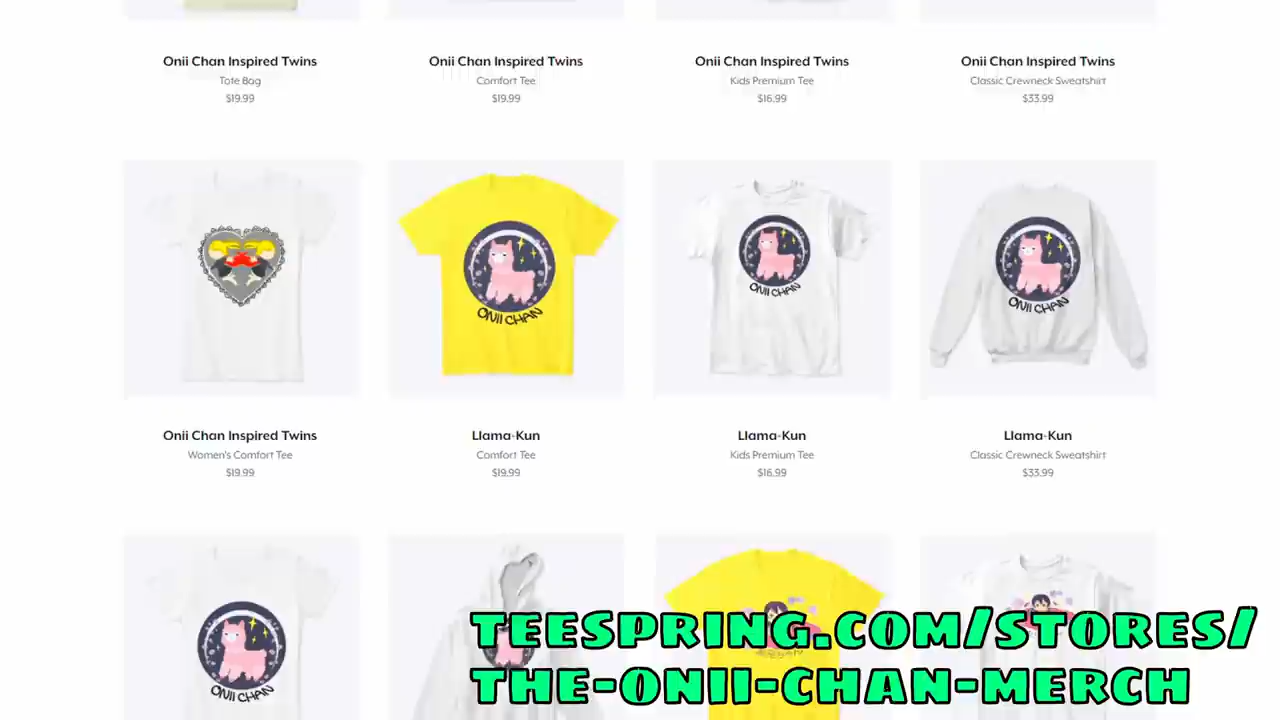 Onii Chan Inspired Twins
Tote Bag
$19.99
Onii Chan Inspired Twins
Comfort Tee
$19.99
Onii Chan Inspired Twins
Kids Premium Tee
$16.99
Onii Chan Inspired Twins
Classic Crewneck Sweatshirt
$33.99
ONII CHAN
ONII CHAN
ONII CHAN
Onii Chan Inspired Twins
Women's Comfort Tee
$19.99
Llama-Kun
Comfort Tee
$19.99
Llama-Kun
Kids Premium Tee
$16.99
Llama-Kun
Classic Crewneck Sweatshirt
$33.99
ONII CHAN
TEESPRING.COM/STORES/
THE-ONII-CHAN-MERCH